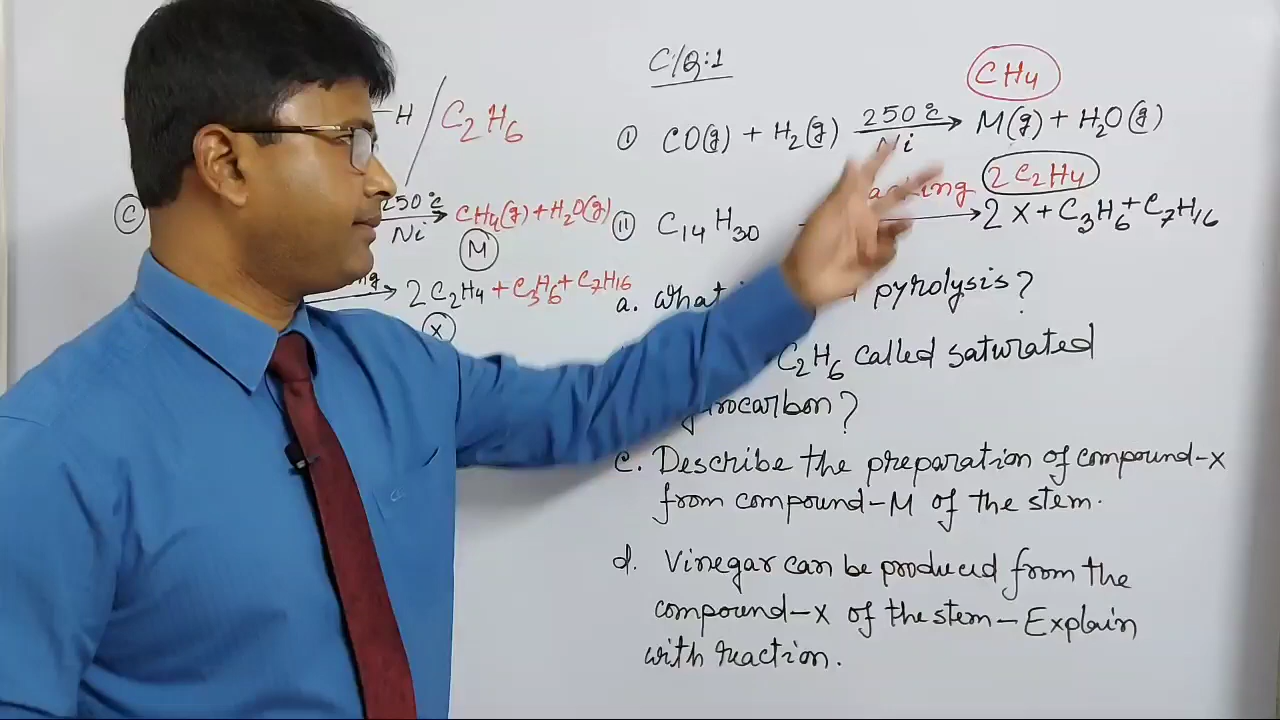 H / C₂H₆
C
250°C
Ni
CH₄(g) + H₂O(g)
M
2C₂H₄ + C₃H₆ + C₇H₁₆
X
C/Q:1
CH₄
i CO(g) + H₂(g) 250°C Ni → M(g) + H₂O(g)
2C₂H₄
ii C₁₄H₃₀ → 2X + C₃H₆ + C₇H₁₆
a. What pyrolysis?
C₂H₆ called saturated
c. Describe the preparation of compound-X
from compound-M of the stem.
d. Vinegar can be produced from the
compound-X of the stem - Explain
with reaction.